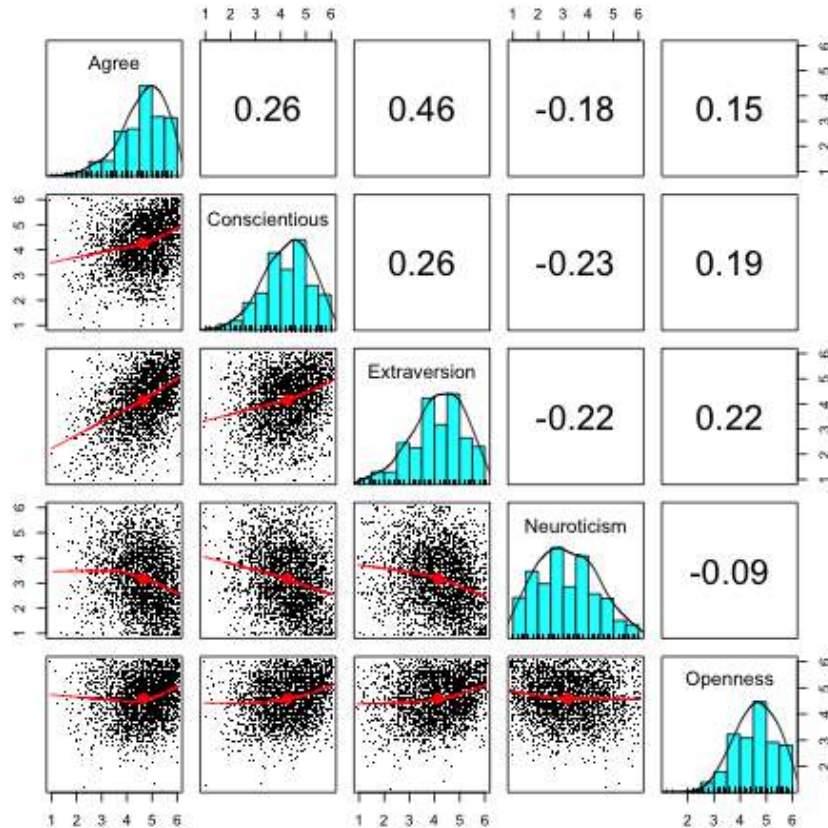 1 2 3 4 5 6
1 2 3 4 5 6
Agree
0.26
0.46
-0.18
0.15
1 2 3 4 5 6
1 2 3 4 5 6
Conscientious
0.26
-0.23
0.19
Extraversion
-0.22
0.22
1 2 3 4 5 6
1 2 3 4 5 6
Neuroticism
-0.09
Openness
2 3 4 5 6
1 2 3 4 5 6
1 2 3 4 5 6
2 3 4 5 6